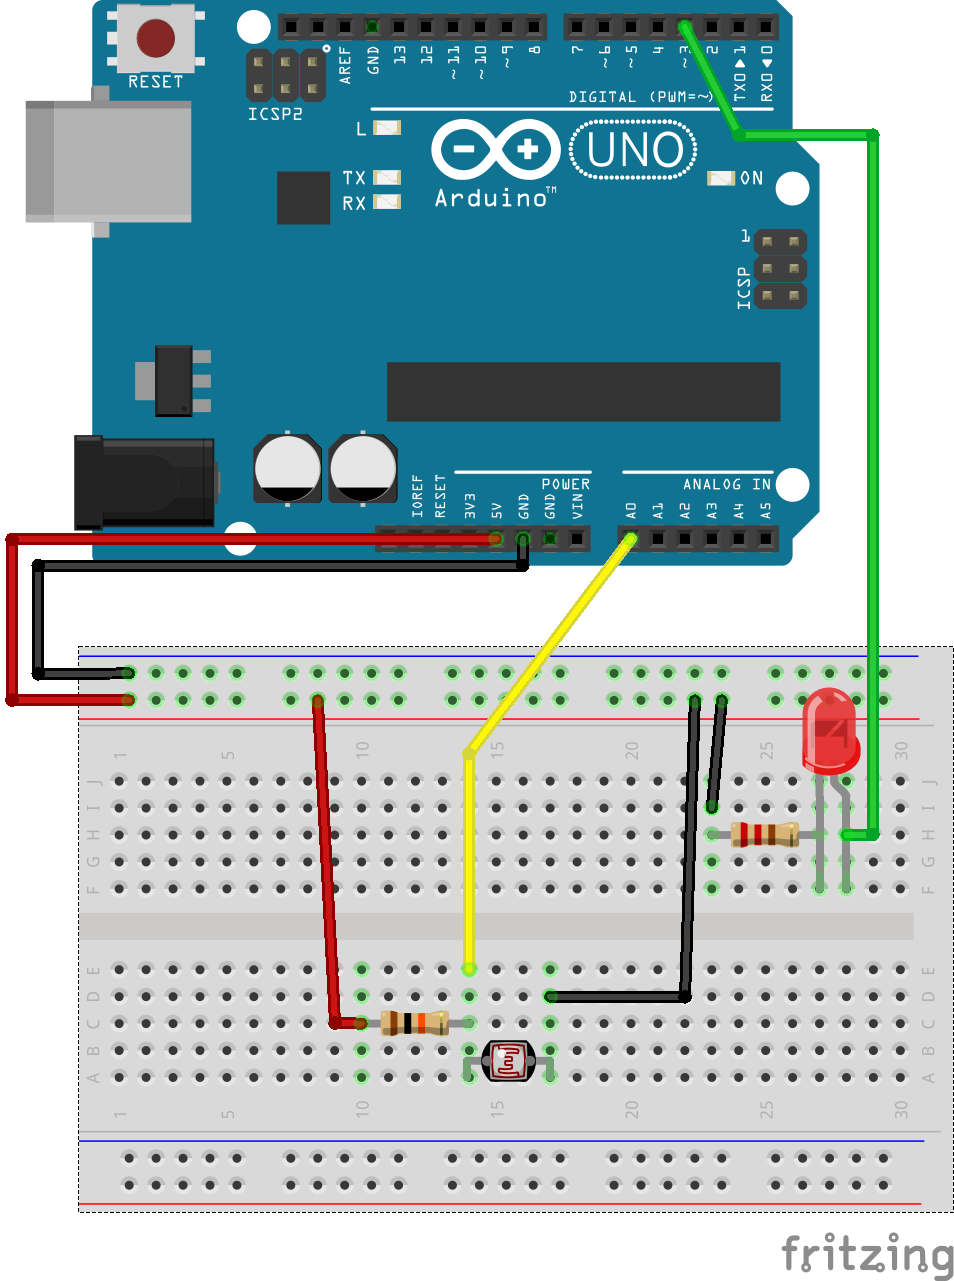 RESET
ICSP2
AREF
GND
13
12
~11
~10
~9
8
7
~6
~5
4
~3
2
TXO 1
RXO 0
DIGITAL (PWM=~)
L
TX
RX
UNO
Arduino™
ON
1
ICSP
IOREF
RESET
3V3
5V
GND
GND
VIN
POWER
ANALOG IN
A0
A1
A2
A3
A4
A5
1 5 10 15 20 25 30
J J
I I
H H
G G
F F
E E
D D
C C
B B
A A
1 5 10 15 20 25 30
fritzing